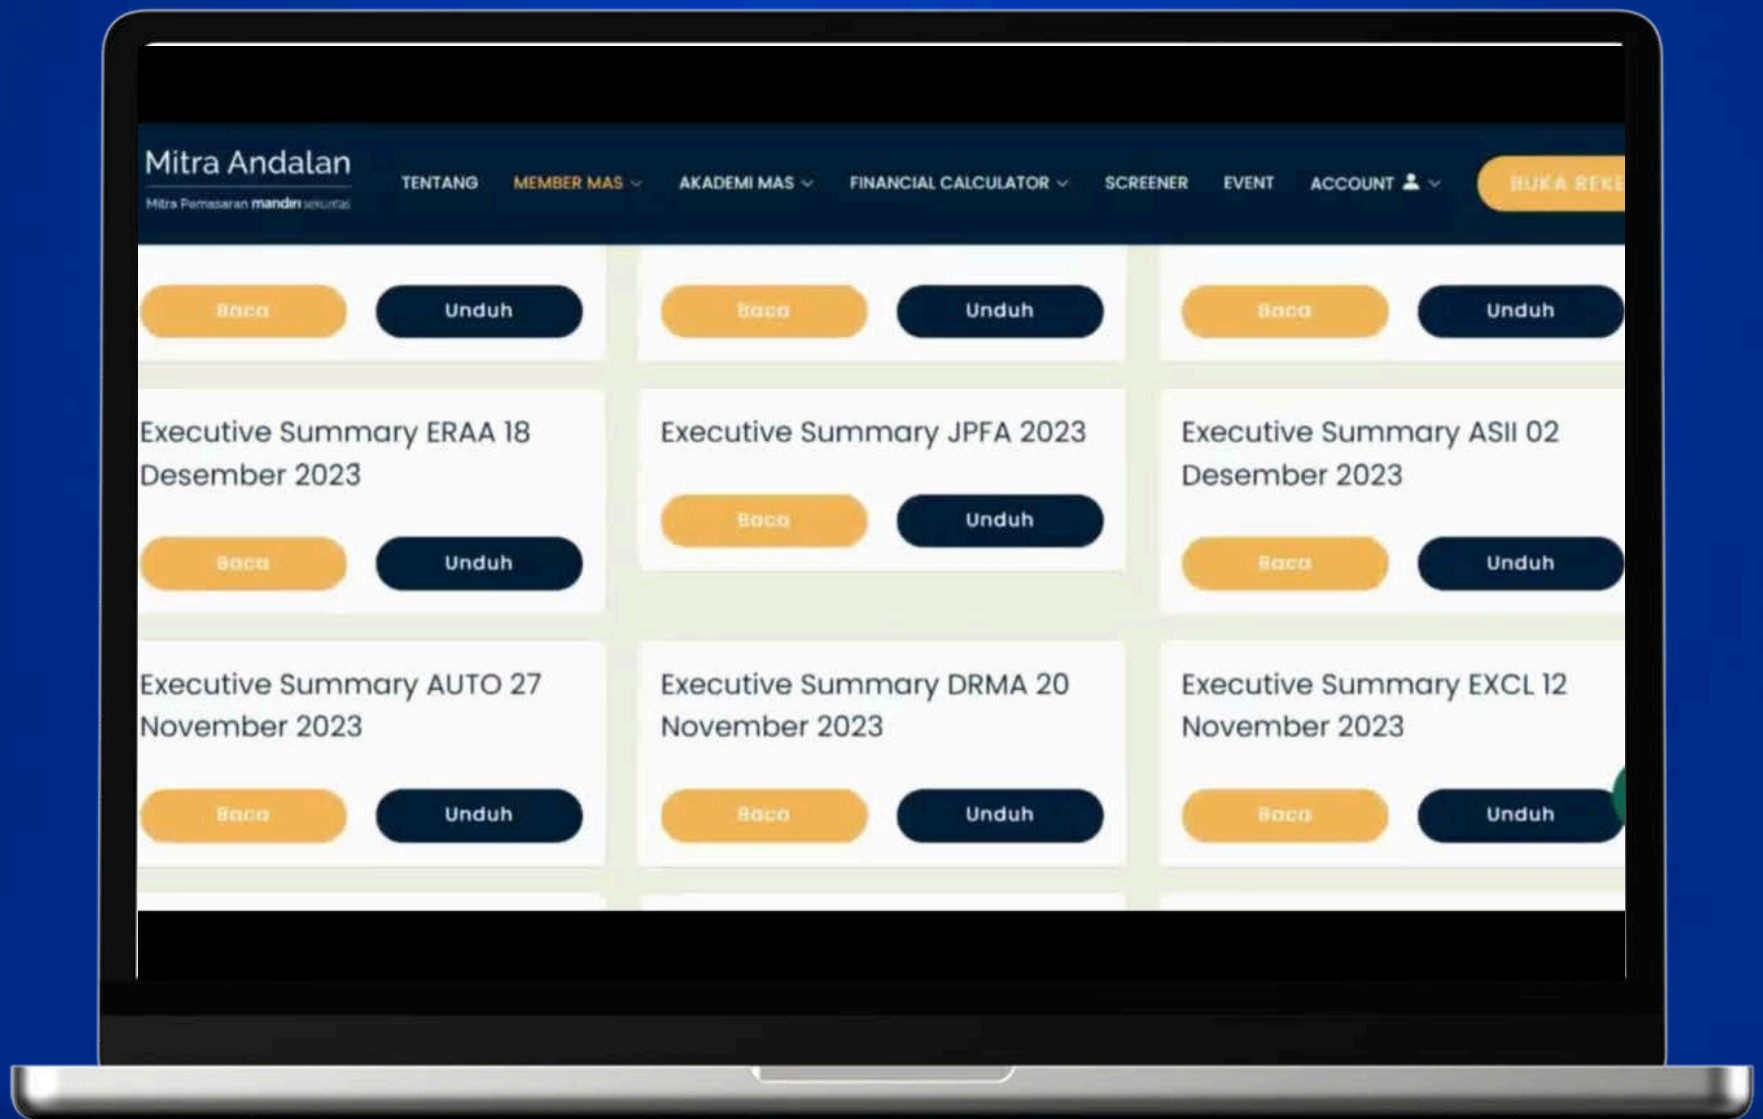 Mitra Andalan
Mitra Pemasaran mandiri sekuritas
TENTANG
MEMBER MAS
AKADEMI MAS
FINANCIAL CALCULATOR
SCREENER
EVENT
ACCOUNT
BUKA REKE
Baca
Unduh
Baca
Unduh
Baca
Unduh
Executive Summary ERAA 18
Desember 2023
Baca
Unduh
Executive Summary JPFA 2023
Baca
Unduh
Executive Summary ASII 02
Desember 2023
Baca
Unduh
Executive Summary AUTO 27
November 2023
Baca
Unduh
Executive Summary DRMA 20
November 2023
Baca
Unduh
Executive Summary EXCL 12
November 2023
Baca
Unduh